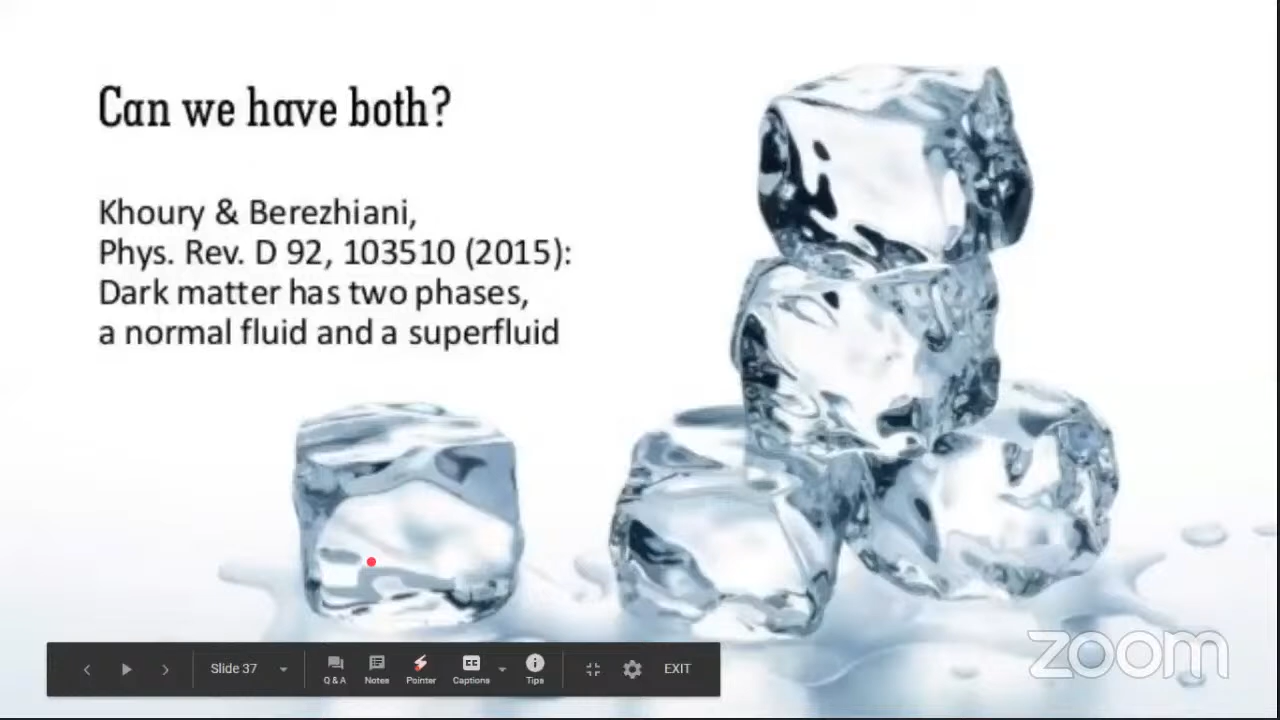 Can we have both?
Khoury & Berezhiani,
Phys. Rev. D 92, 103510 (2015):
Dark matter has two phases,
a normal fluid and a superfluid
Slide 37
Q & A
Notes
Pointer
CC
Captions
Tips
EXIT
zoom